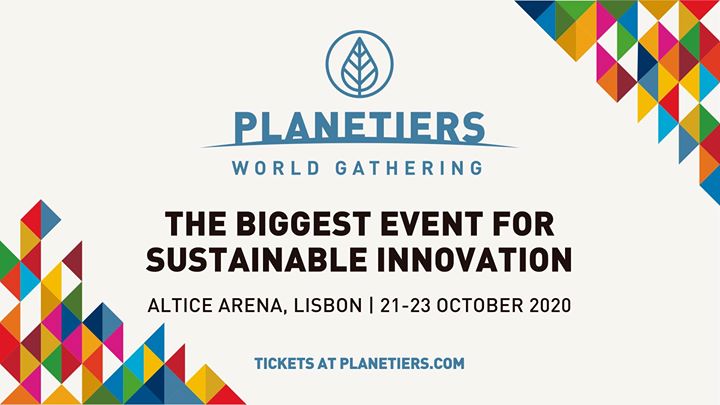 PLANETIERS
WORLD GATHERING
THE BIGGEST EVENT FOR
SUSTAINABLE INNOVATION
ALTICE ARENA, LISBON | 21-23 OCTOBER 2020
TICKETS AT PLANETIERS.COM